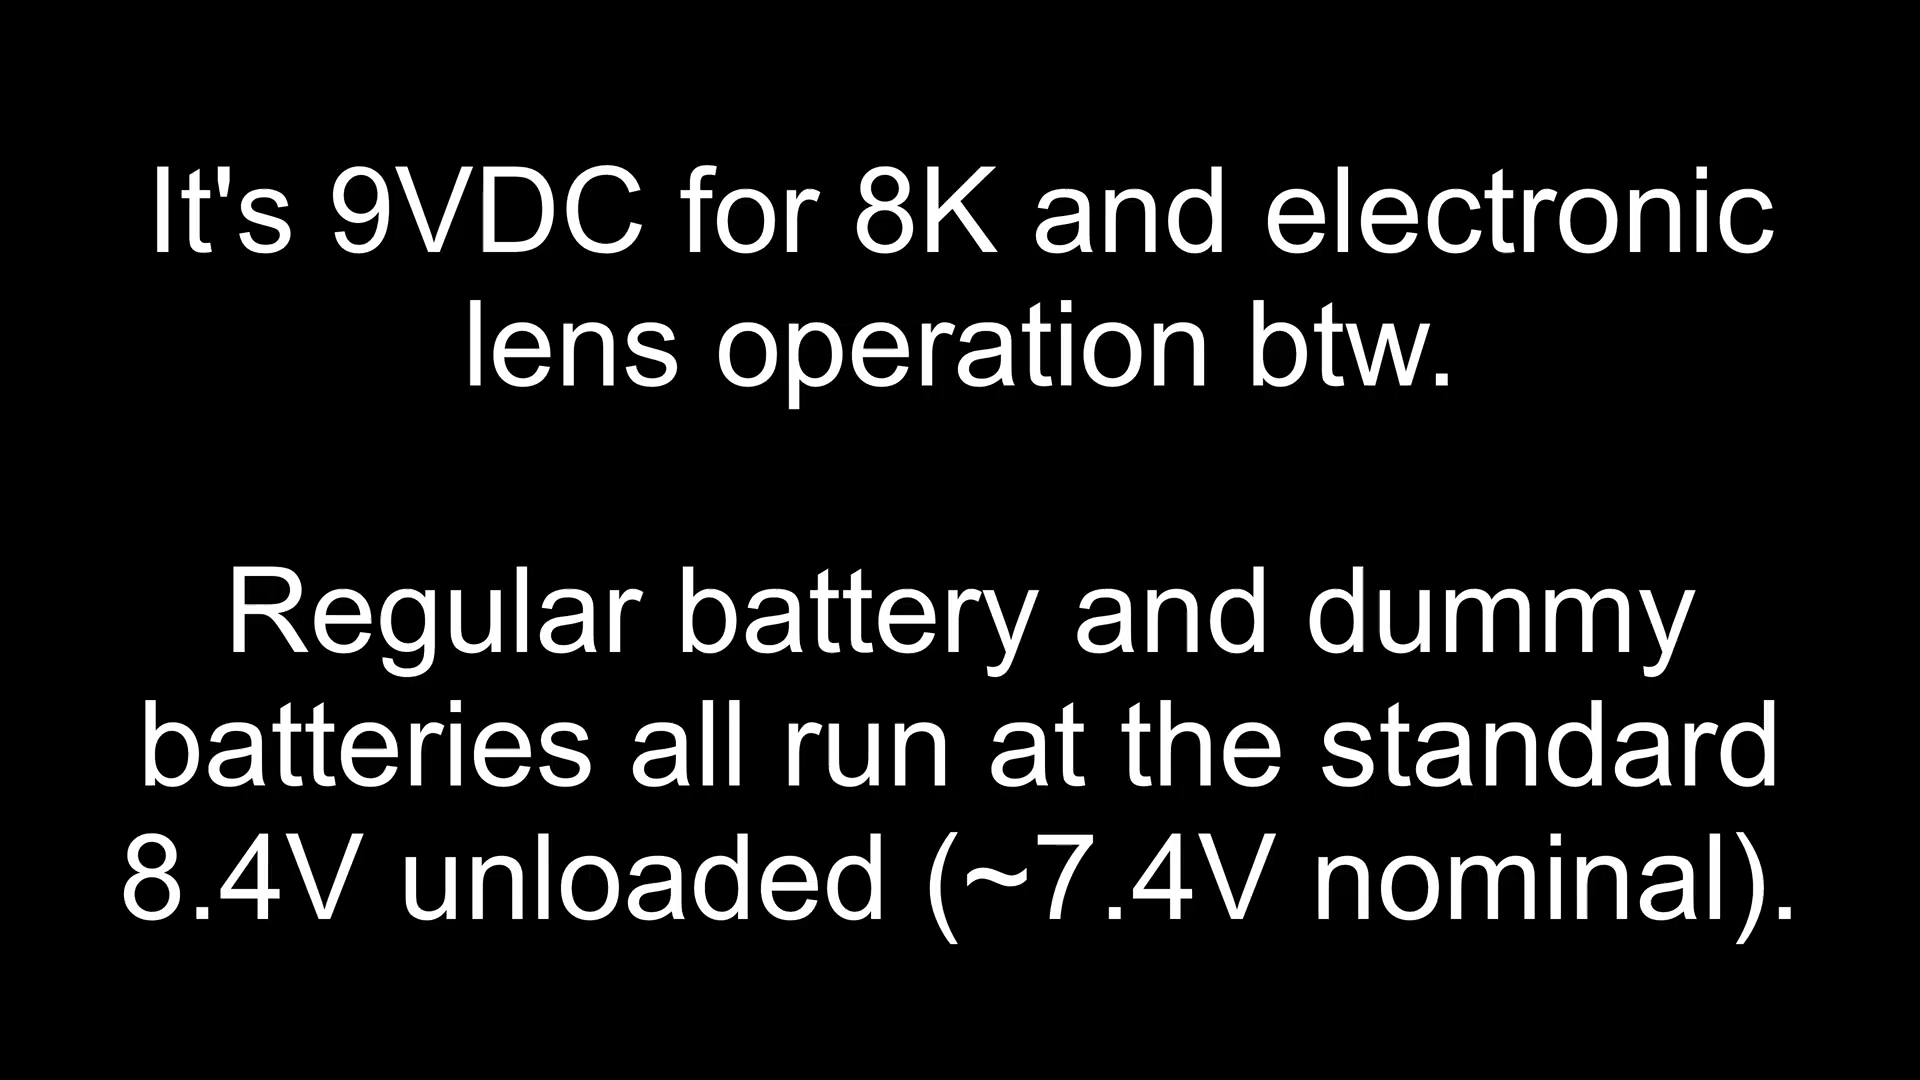 It's 9VDC for 8K and electronic
lens operation btw.
Regular battery and dummy
batteries all run at the standard
8.4V unloaded (~7.4V nominal).